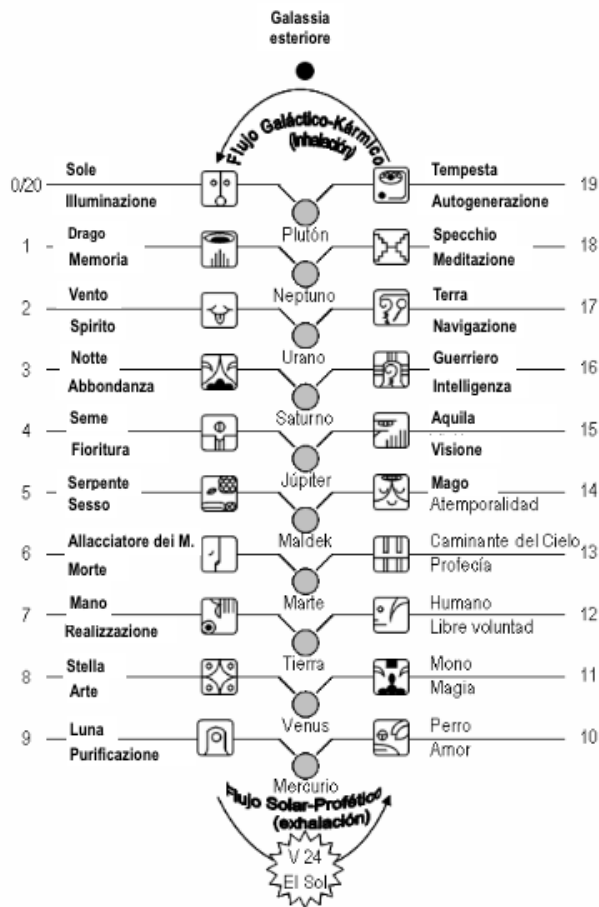 Galassia
esteriore
Flujo Galáctico-Kármico
(inhalación)
0/20 Sole Tempesta 19
Illuminazione Autogenerazione
Plutón
1 Drago Specchio 18
Memoria Meditazione
Neptuno
2 Vento Terra 17
Spirito Navigazione
Urano
3 Notte Guerriero 16
Abbondanza Intelligenza
Saturno
4 Seme Aquila 15
Fioritura Visione
Júpiter
5 Serpente Mago 14
Sesso Atemporalidad
Maldek
6 Allacciatore dei M. Caminante del Cielo 13
Morte Profecía
Marte
7 Mano Humano 12
Realizzazione Libre voluntad
Tierra
8 Stella Mono 11
Arte Magia
Venus
9 Luna Perro 10
Purificazione Amor
Mercurio
Flujo Solar-Profético
(exhalación)
V 24
El Sol